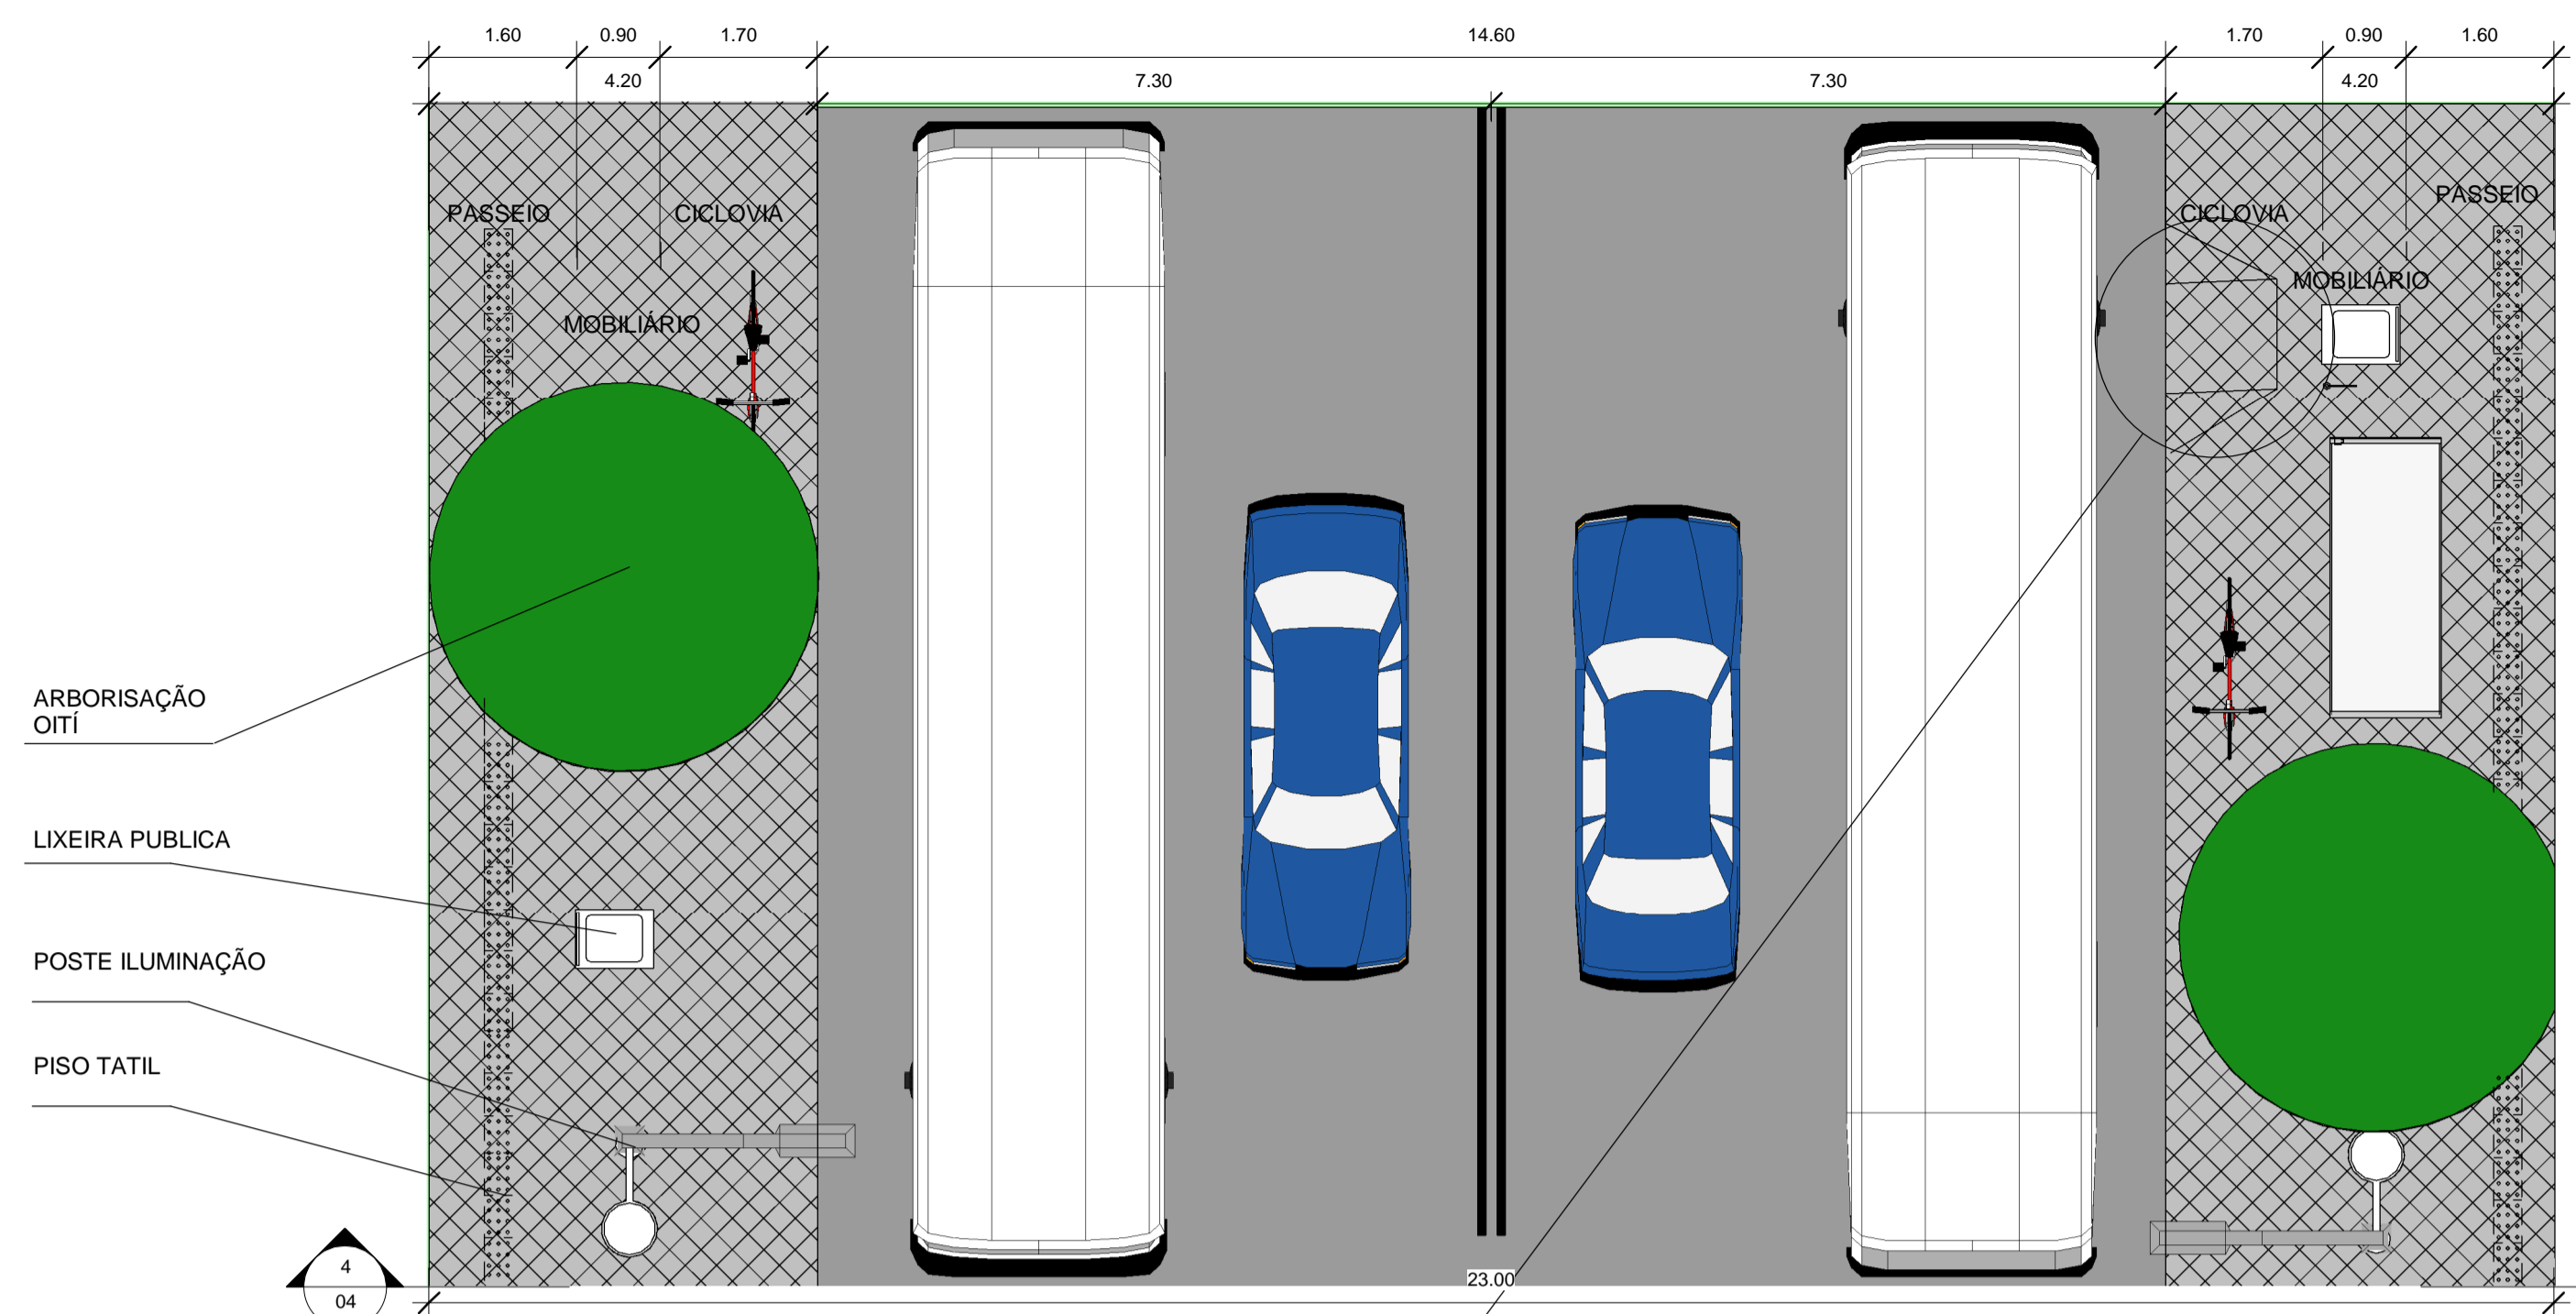 1.60 0.90 1.70 14.60 1.70 0.90 1.60
4.20 7.30 7.30 4.20
PASSEIO CICLOVIA CICLOVIA PASSEIO
MOBILIÁRIO MOBILIÁRIO
ARBORISAÇÃO
OITÍ
LIXEIRA PUBLICA
POSTE ILUMINAÇÃO
PISO TATIL
4
04
23.00